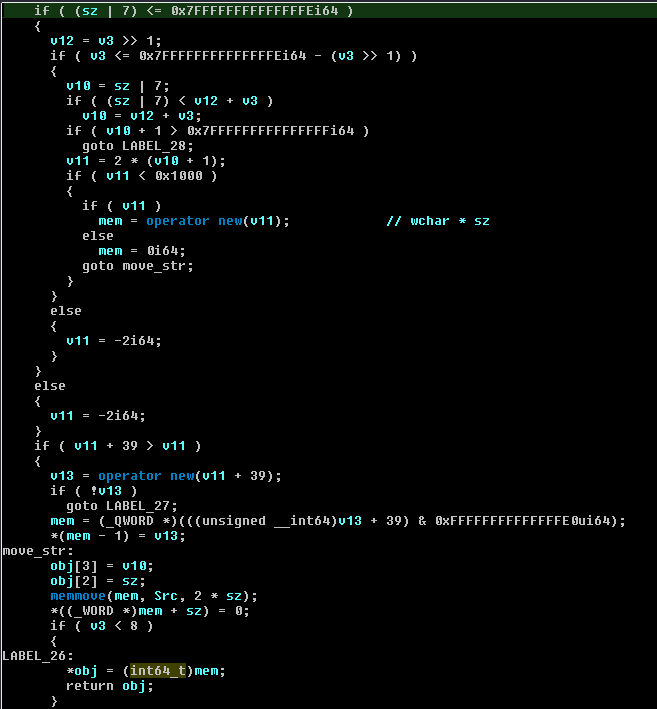 if ( (sz | 7) <= 0x7FFFFFFFFFFFFFFEi64 )
{
v12 = v3 >> 1;
if ( v3 <= 0x7FFFFFFFFFFFFFFEi64 - (v3 >> 1) )
{
v10 = sz | 7;
if ( (sz | 7) < v12 + v3 )
v10 = v12 + v3;
if ( v10 + 1 > 0x7FFFFFFFFFFFFFFFi64 )
goto LABEL_28;
v11 = 2 * (v10 + 1);
if ( v11 < 0x1000 )
{
if ( v11 )
mem = operator new(v11);            // wchar * sz
else
mem = 0i64;
goto move_str;
}
}
else
{
v11 = -2i64;
}
}
else
{
v11 = -2i64;
}
if ( v11 + 39 > v11 )
{
v13 = operator new(v11 + 39);
if ( !v13 )
goto LABEL_27;
mem = (_QWORD *)(((unsigned __int64)v13 + 39) & 0xFFFFFFFFFFFFFFE0ui64);
*(mem - 1) = v13;
move_str:
obj[3] = v10;
obj[2] = sz;
memmove(mem, Src, 2 * sz);
*((_WORD *)mem + sz) = 0;
if ( v3 < 8 )
{
LABEL_26:
*obj = (int64_t)mem;
return obj;
}